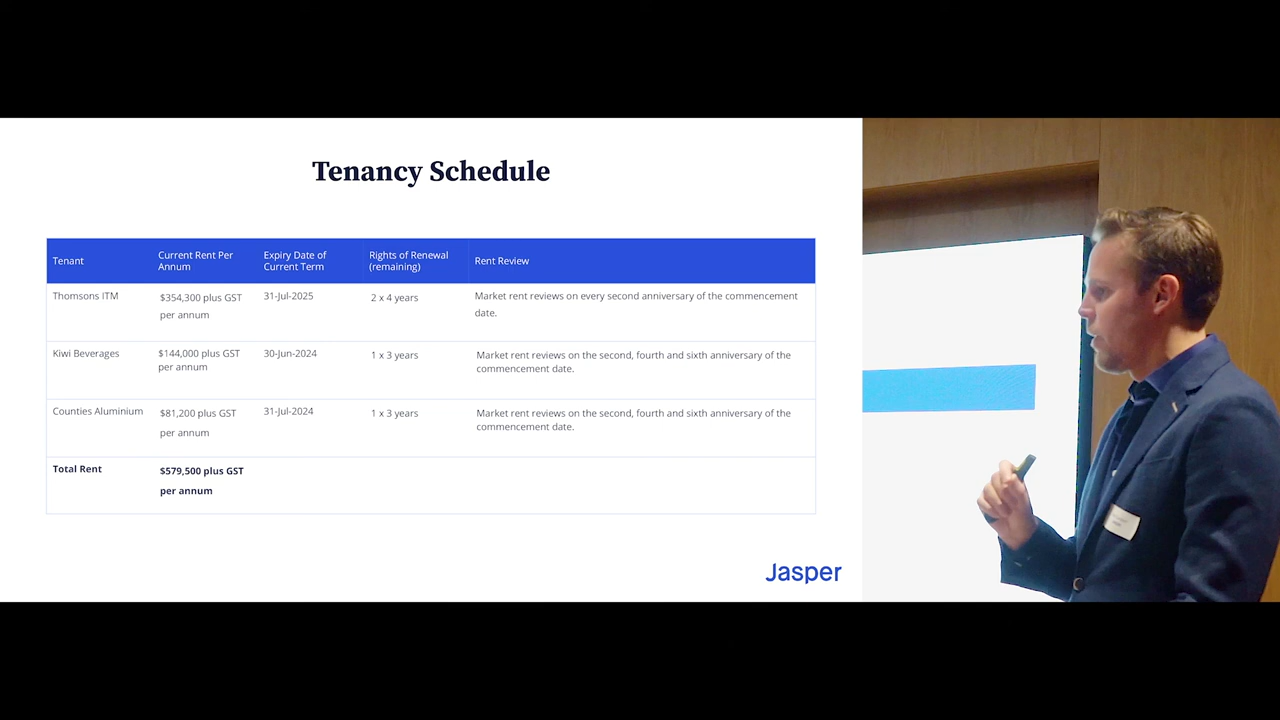 Tenancy Schedule
Tenant
Current Rent Per
Annum
Expiry Date of
Current Term
Rights of Renewal
(remaining)
Rent Review
Thomsons ITM
$354,300 plus GST
per annum
31-Jul-2025
2 x 4 years
Market rent reviews on every second anniversary of the commencement
date.
Kiwi Beverages
$144,000 plus GST
per annum
30-Jun-2024
1 x 3 years
Market rent reviews on the second, fourth and sixth anniversary of the
commencement date.
Counties Aluminium
$81,200 plus GST
per annum
31-Jul-2024
1 x 3 years
Market rent reviews on the second, fourth and sixth anniversary of the
commencement date.
Total Rent
$579,500 plus GST
per annum
Jasper